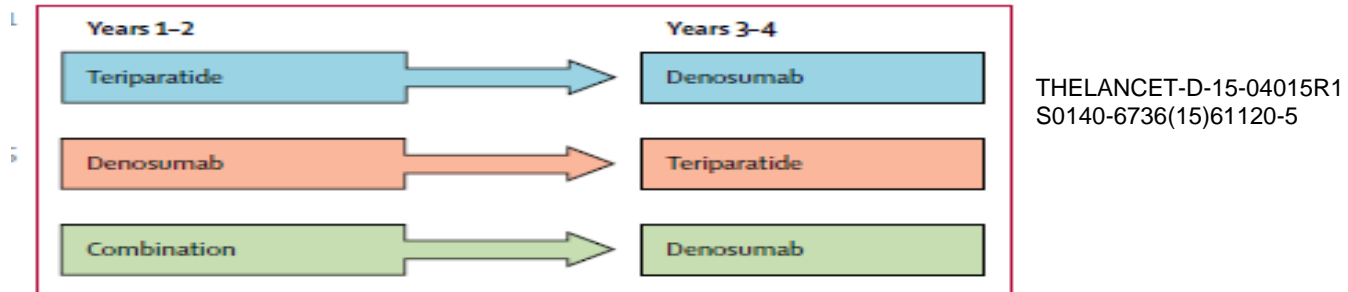 Years 1–2 Years 3–4
Teriparatide Denosumab
Denosumab Teriparatide
Combination Denosumab
THELANCET-D-15-04015R1
S0140-6736(15)61120-5